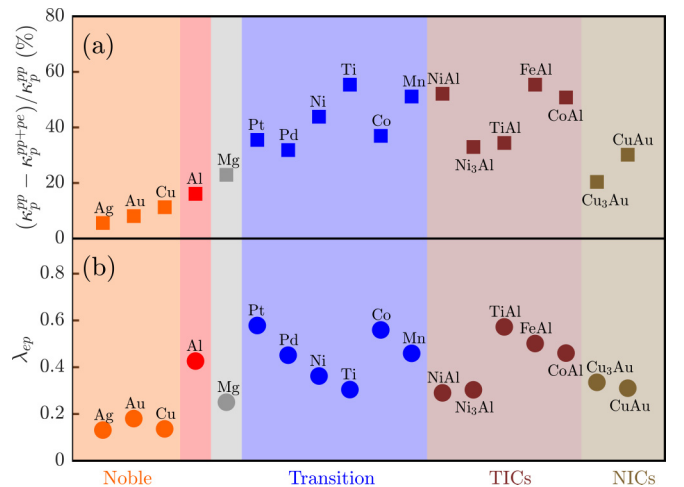 80
60
40
20
0
(κ_p^{pp} − κ_p^{pp+pe})/κ_p^{pp} (%)
(a)
Ag
Au
Cu
Al
Mg
Pt
Pd
Ni
Ti
Co
Mn
NiAl
Ni₃Al
TiAl
FeAl
CoAl
Cu₃Au
CuAu
(b)
0.8
0.6
0.4
0.2
0
λ_{ep}
Ag
Au
Cu
Al
Mg
Pt
Pd
Ni
Ti
Co
Mn
NiAl
Ni₃Al
TiAl
FeAl
CoAl
Cu₃Au
CuAu
Noble Transition TICs NICs